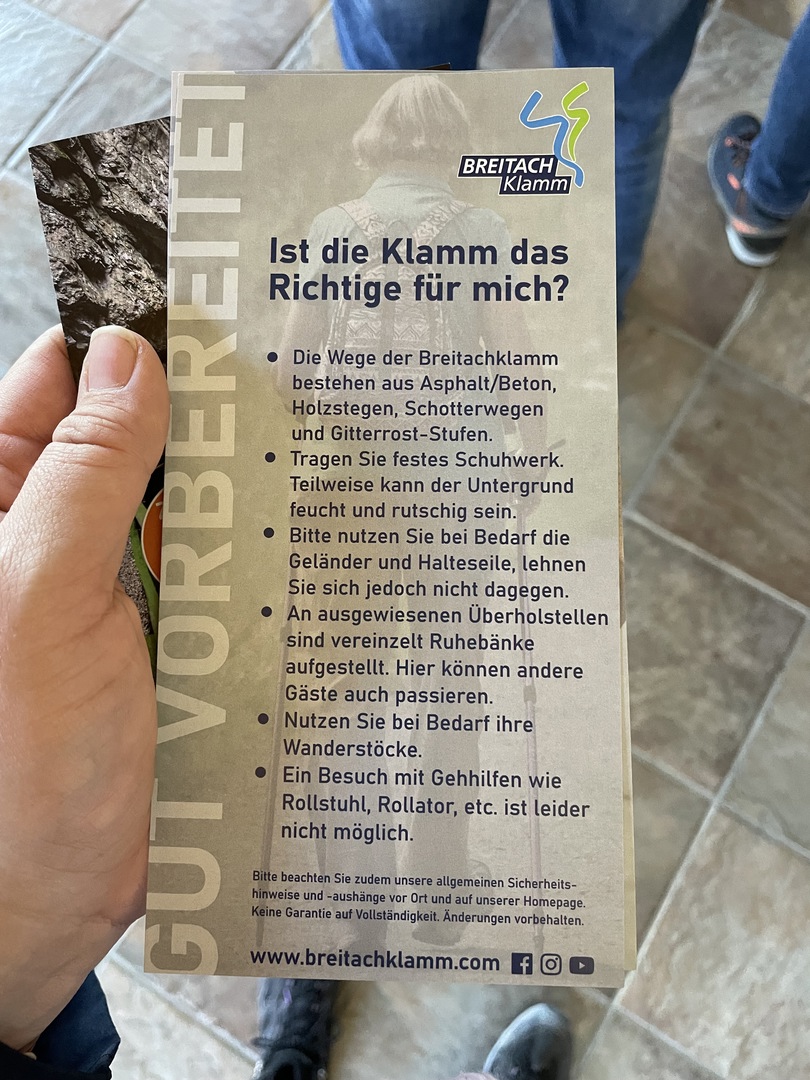 BREITACH
Klamm
GUT VORBEREITET
Ist die Klamm das
Richtige für mich?
• Die Wege der Breitachklamm
bestehen aus Asphalt/Beton,
Holzstegen, Schotterwegen
und Gitterrost-Stufen.
• Tragen Sie festes Schuhwerk.
Teilweise kann der Untergrund
feucht und rutschig sein.
• Bitte nutzen Sie bei Bedarf die
Geländer und Halteseile, lehnen
Sie sich jedoch nicht dagegen.
• An ausgewiesenen Überholstellen
sind vereinzelt Ruhebänke
aufgestellt. Hier können andere
Gäste auch passieren.
• Nutzen Sie bei Bedarf ihre
Wanderstöcke.
• Ein Besuch mit Gehhilfen wie
Rollstuhl, Rollator, etc. ist leider
nicht möglich.
Bitte beachten Sie zudem unsere allgemeinen Sicherheits-
hinweise und -aushänge vor Ort und auf unserer Homepage.
Keine Garantie auf Vollständigkeit. Änderungen vorbehalten.
www.breitachklamm.com